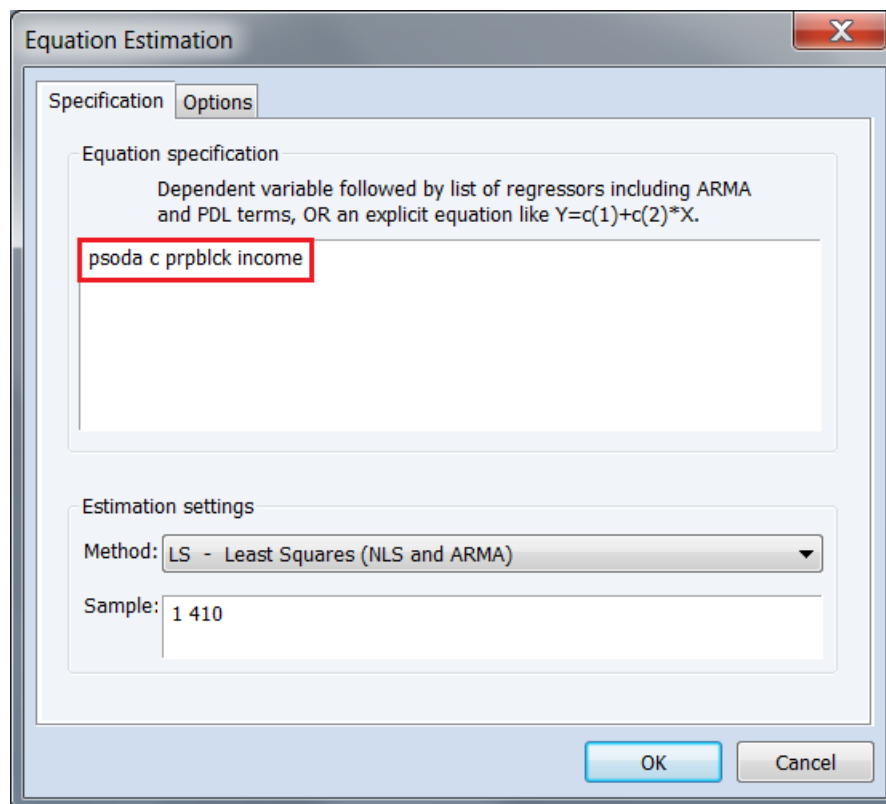 Equation Estimation
X
Specification Options
Equation specification
Dependent variable followed by list of regressors including ARMA
and PDL terms, OR an explicit equation like Y=c(1)+c(2)*X.
psoda c prpblck income
Estimation settings
Method: LS - Least Squares (NLS and ARMA)
Sample: 1 410
OK Cancel